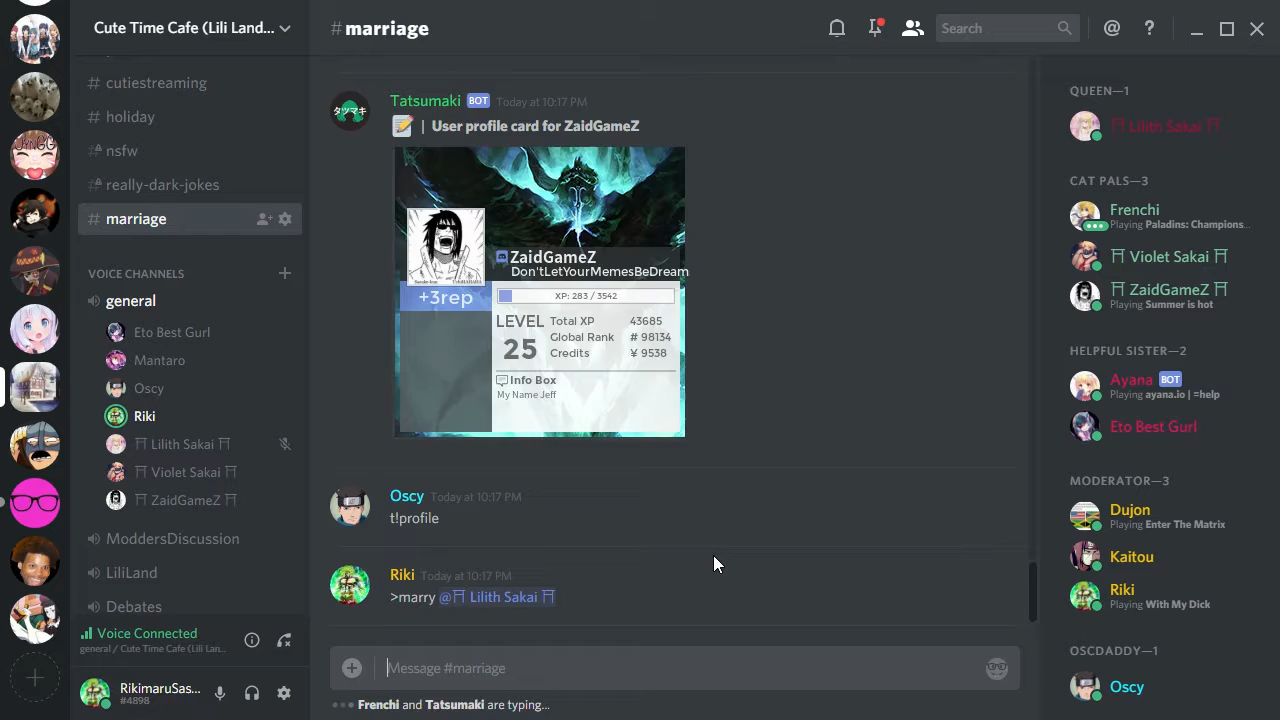 Cute Time Cafe (Lili Land...
# cutiestreaming
# holiday
# nsfw
# really-dark-jokes
# marriage
VOICE CHANNELS
general
Eto Best Gurl
Mantaro
Oscy
Riki
⛩ Lilith Sakai ⛩
⛩ Violet Sakai ⛩
⛩ ZaidGameZ ⛩
ModdersDiscussion
LiliLand
Debates
Voice Connected
general / Cute Time Cafe (Lili Lan...
RikimaruSas...
#4898
#marriage
Search
Tatsumaki BOT Today at 10:17 PM
タツマキ
| User profile card for ZaidGameZ
ZaidGameZ
Don'tLetYourMemesBeDream
+3rep
XP: 283 / 3542
LEVEL
25
Total XP 43685
Global Rank # 98134
Credits ¥ 9538
Info Box
My Name Jeff
Oscy Today at 10:17 PM
t!profile
Riki Today at 10:17 PM
>marry @⛩ Lilith Sakai ⛩
Message #marriage
Frenchi and Tatsumaki are typing...
QUEEN—1
⛩ Lilith Sakai ⛩
CAT PALS—3
Frenchi
Playing Paladins: Champions...
⛩ Violet Sakai ⛩
⛩ ZaidGameZ ⛩
Playing Summer is hot
HELPFUL SISTER—2
Ayana BOT
Playing ayana.io | =help
Eto Best Gurl
MODERATOR—3
Dujon
Playing Enter The Matrix
Kaitou
Riki
Playing With My Dick
OSCDADDY—1
Oscy